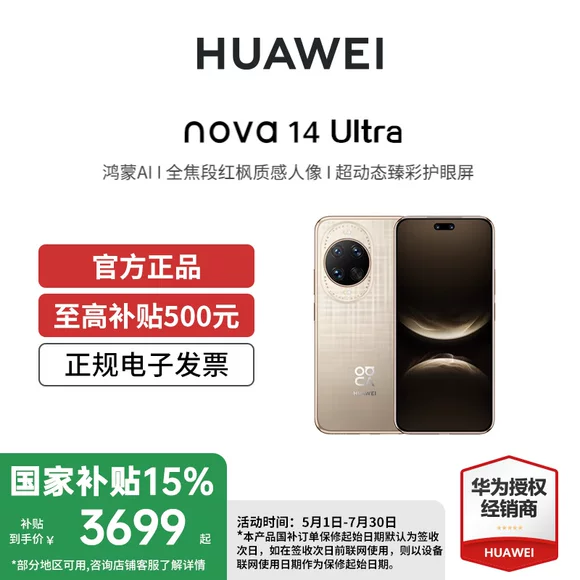 HUAWEI
nova 14 Ultra
鸿蒙AI I 全焦段红枫质感人像 I 超动态臻彩护眼屏
官方正品
至高补贴500元
正规电子发票
HUAWEI
国家补贴15%
补贴
到手价 ¥ 3699 起
*部分地区可用,咨询店铺客服了解详情
活动时间：5月1日-7月30日
*本产品国补订单保修起始日期默认为签收
次日，如在签收次日前联网使用，则以设备
联网使用日期作为保修起始日期。
华为授权
经销商
HUAWEI